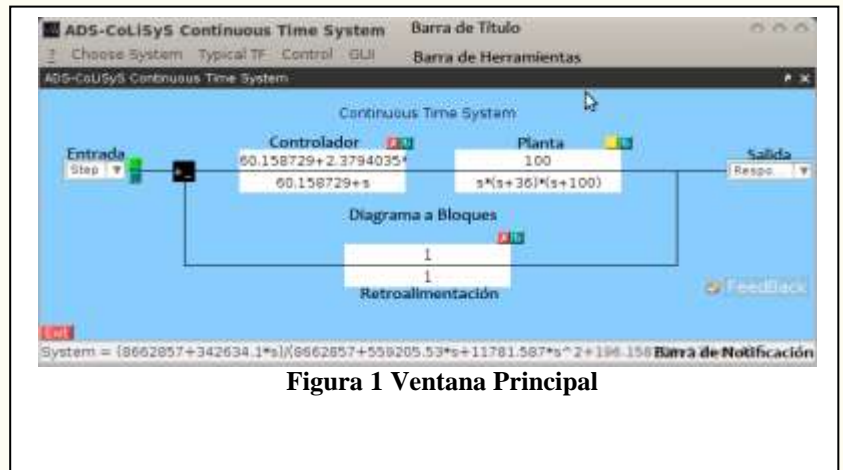 ADS-CoLiSyS Continuous Time System Barra de Título
? Choose System Typical TF Control GUI Barra de Herramientas
ADS-CoLiSyS Continuous Time System
Continuous Time System
Controlador Planta
Entrada Salida
60.158729+2.3794035* 100
Step Respo
60.158729+s s*(s+36)*(s+100)
Diagrama a Bloques
1
1
Retroalimentación
FeedBack
Exit
System = (8662857+342634.1*s)/(8662857+559205.53*s+11781.587*s^2+196.158 Barra de Notificación
Figura 1 Ventana Principal